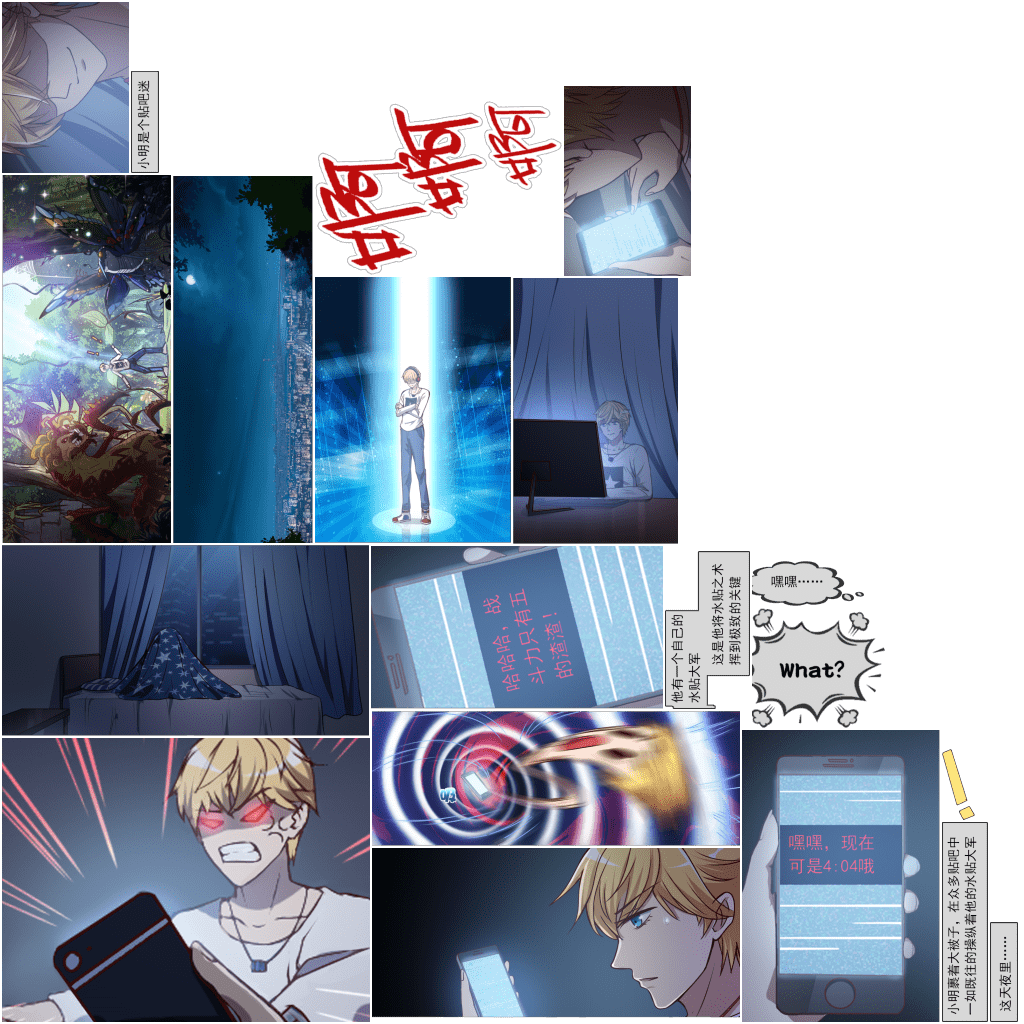 小明是个贴吧迷
啊
啊
啊
哈哈哈，战
斗力只有五
的渣渣！
他有一个自己的
水贴大军
这是他将水贴之术
挥到极致的关键
嘿嘿……
What?
嘿嘿，现在
可是4:04哦
小明裹着大被子，在众多贴吧中
一如既往的操纵着他的水贴大军
这天夜里……